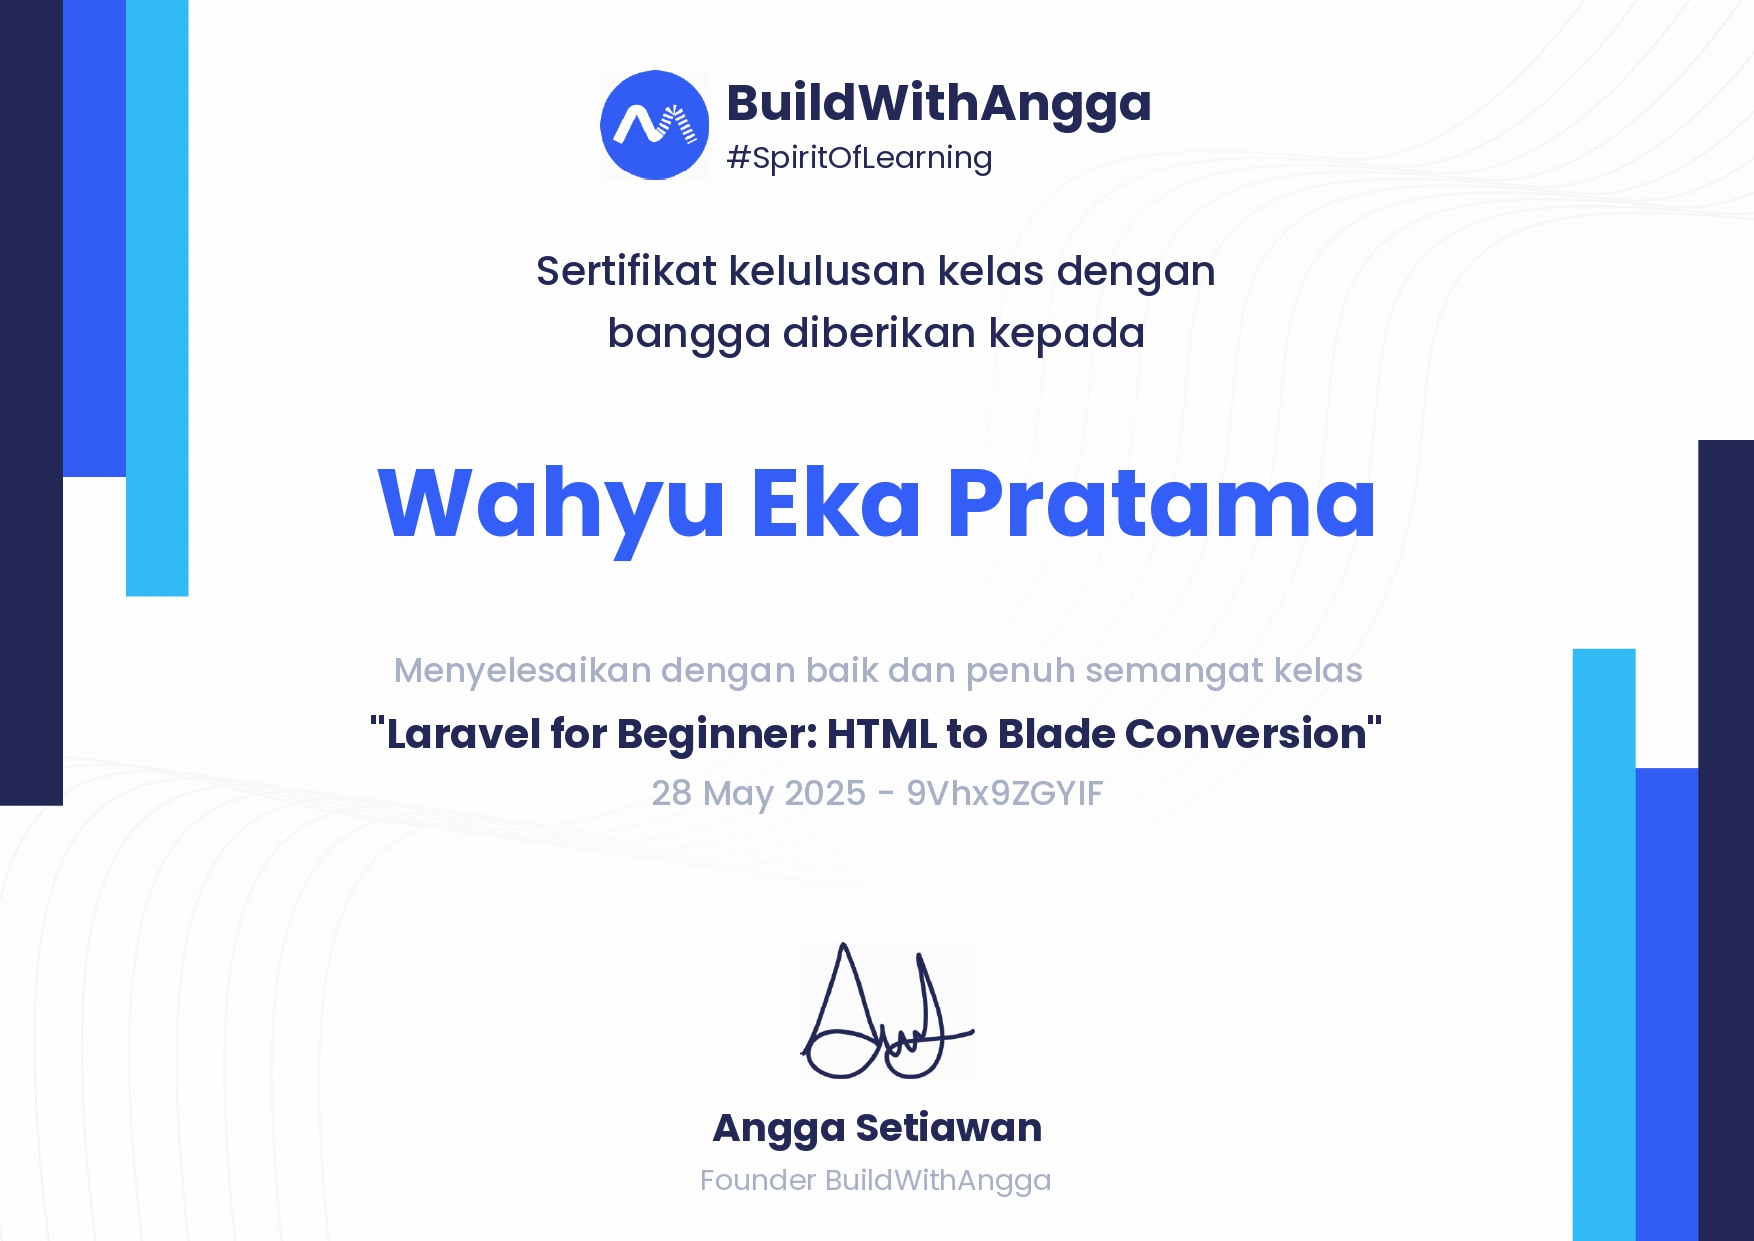 BuildWithAngga
#SpiritOfLearning
Sertifikat kelulusan kelas dengan
bangga diberikan kepada
Wahyu Eka Pratama
Menyelesaikan dengan baik dan penuh semangat kelas
"Laravel for Beginner: HTML to Blade Conversion"
28 May 2025 - 9Vhx9ZGYIF
Angga Setiawan
Founder BuildWithAngga